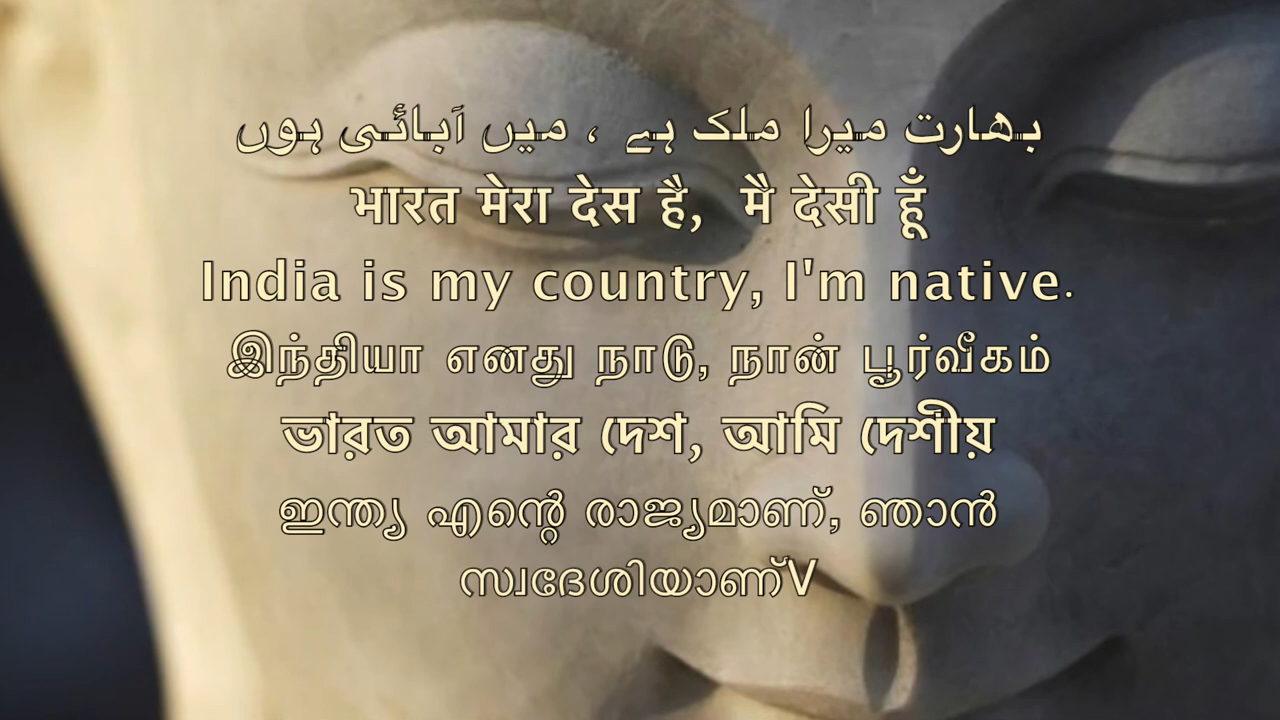 بھارت میرا ملک ہے ، میں آبائی ہوں
भारत मेरा देस है, मै देसी हूँ
India is my country, I'm native.
இந்தியா எனது நாடு, நான் பூர்வீகம்
ভারত আমার দেশ, আমি দেশীয়
ഇന്ത്യ എന്റെ രാജ്യമാണ്, ഞാൻ
സ്വദേശിയാണ്V